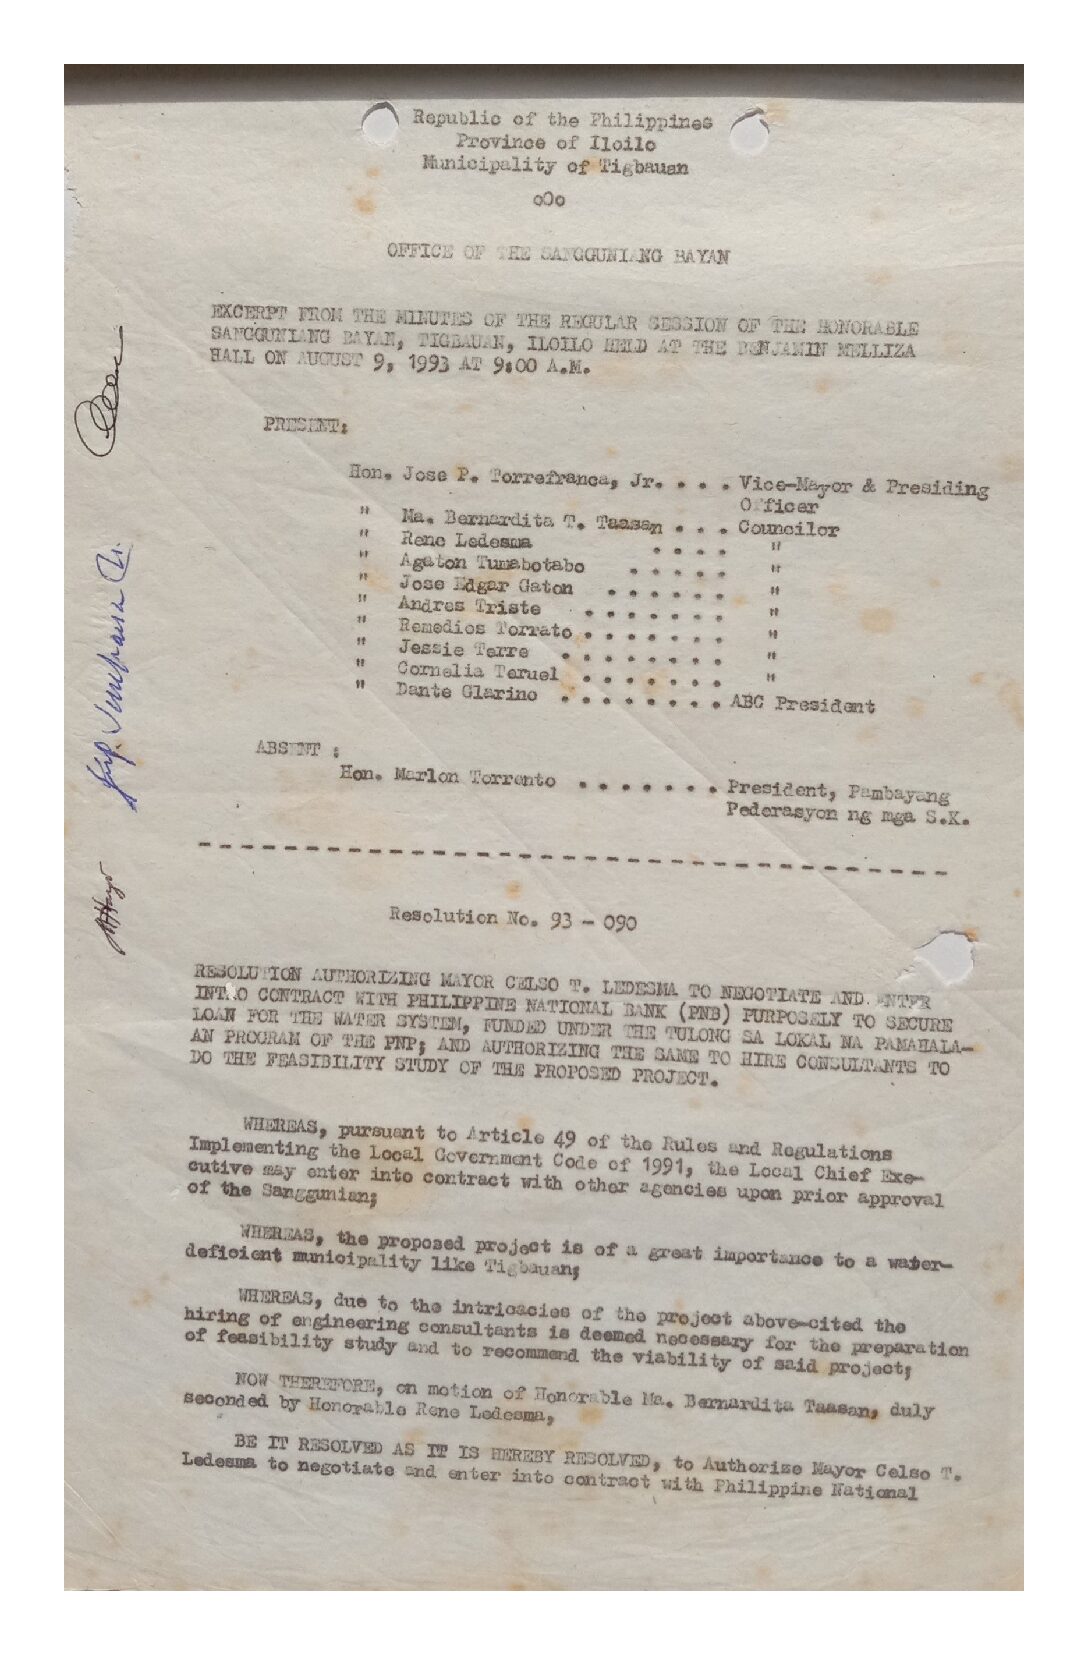 Republic of the Philippines
Province of Iloilo
Municipality of Tigbauan
oOo
OFFICE OF THE SANGGUNIANG BAYAN
EXCERPT FROM THE MINUTES OF THE REGULAR SESSION OF THE HONORABLE
SANGGUNIANG BAYAN, TIGBAUAN, ILOILO HELD AT THE BENJAMIN MELLIZA
HALL ON AUGUST 9, 1993 AT 9:00 A.M.
PRESENT:
Hon. Jose P. Torrefranca, Jr. . . . Vice-Mayor & Presiding
Officer
" Ma. Bernardita T. Taasan . . . Councilor
" Rene Ledesma . . . . "
" Agaton Tumabotabo . . . . . "
" Jose Edgar Gaton . . . . . . "
" Andres Triste . . . . . . . "
" Remedios Torrato . . . . . . . "
" Jessie Terre . . . . . . . . "
" Cornelia Teruel . . . . . . . "
" Dante Glarino . . . . . . . . ABC President
ABSENT :
Hon. Marlon Torrento . . . . . . . President, Pambayang
Pederasyon ng mga S.K.
- - - - - - - - - - - - - - - - - - - - - - - - - - - - - - - - - - -
Resolution No. 93 - 090
RESOLUTION AUTHORIZING MAYOR CELSO T. LEDESMA TO NEGOTIATE AND ENTER
INTO CONTRACT WITH PHILIPPINE NATIONAL BANK (PNB) PURPOSELY TO SECURE
LOAN FOR THE WATER SYSTEM, FUNDED UNDER THE TULONG SA LOKAL NA PAMAHALA-
AN PROGRAM OF THE PNP; AND AUTHORIZING THE SAME TO HIRE CONSULTANTS TO
DO THE FEASIBILITY STUDY OF THE PROPOSED PROJECT.
WHEREAS, pursuant to Article 49 of the Rules and Regulations
Implementing the Local Government Code of 1991, the Local Chief Exe-
cutive may enter into contract with other agencies upon prior approval
of the Sanggunian;
WHEREAS, the proposed project is of a great importance to a water-
deficient municipality like Tigbauan;
WHEREAS, due to the intricacies of the project above-cited the
hiring of engineering consultants is deemed necessary for the preparation
of feasibility study and to recommend the viability of said project;
NOW THEREFORE, on motion of Honorable Ma. Bernardita Taasan, duly
seconded by Honorable Rene Ledesma,
BE IT RESOLVED AS IT IS HEREBY RESOLVED, to Authorize Mayor Celso T.
Ledesma to negotiate and enter into contract with Philippine National